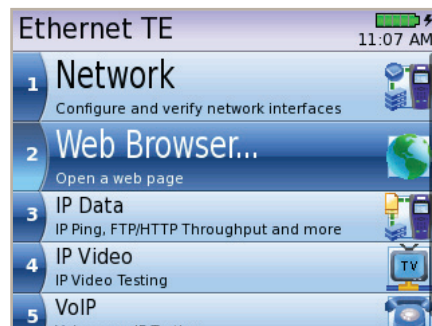 Ethernet TE
11:07 AM
1 Network
Configure and verify network interfaces
2 Web Browser...
Open a web page
3 IP Data
IP Ping, FTP/HTTP Throughput and more
4 IP Video
IP Video Testing
TV
5 VoIP